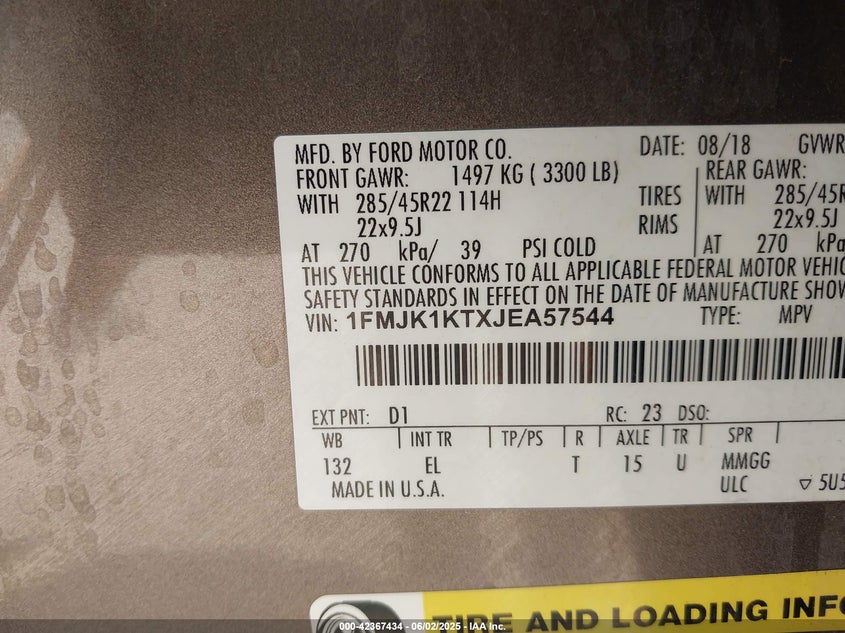 MFD. BY FORD MOTOR CO. DATE: 08/18 GVWR
FRONT GAWR: 1497 KG ( 3300 LB) REAR GAWR:
WITH 285/45R22 114H TIRES WITH 285/45R
22x9.5J RIMS 22x9.5J
AT 270 kPa/ 39 PSI COLD AT 270 kPa
THIS VEHICLE CONFORMS TO ALL APPLICABLE FEDERAL MOTOR VEHIC
SAFETY STANDARDS IN EFFECT ON THE DATE OF MANUFACTURE SHOW
VIN: 1FMJK1KTXJEA57544 TYPE: MPV
EXT PNT: D1 RC: 23 DSO:
WB INT TR TP/PS R AXLE TR SPR
132 EL T 15 U MMGG
MADE IN U.S.A. ULC ▽ 5U5
TIRE AND LOADING INFO
000-42367434 - 06/02/2025 - IAA Inc.